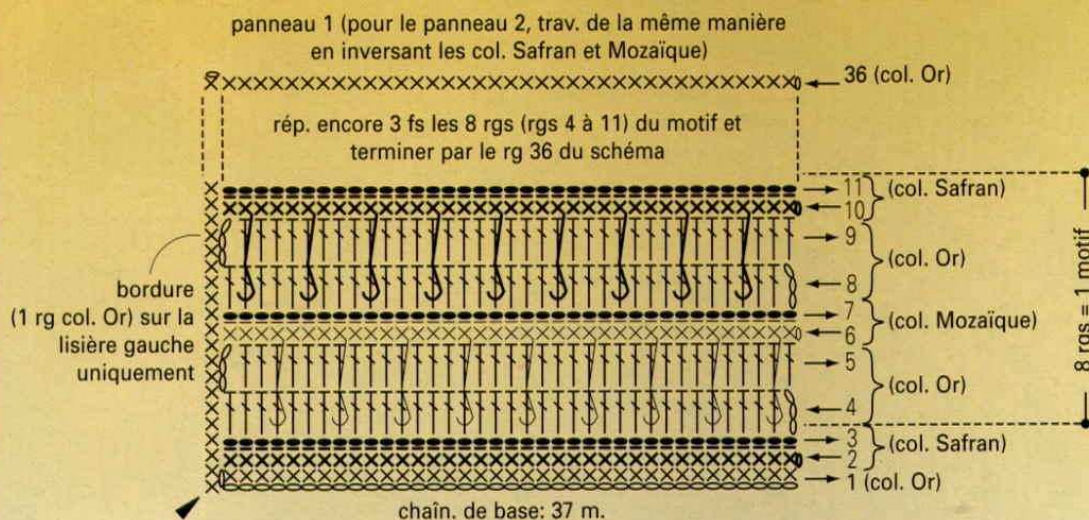 panneau 1 (pour le panneau 2, trav. de la même manière
en inversant les col. Safran et Mozaïque)
36 (col. Or)
rép. encore 3 fs les 8 rgs (rgs 4 à 11) du motif et
terminer par le rg 36 du schéma
11
10
(col. Safran)
9
8
(col. Or)
7
6
(col. Mozaïque)
5
4
(col. Or)
3
2
(col. Safran)
1 (col. Or)
8 rgs = 1 motif
bordure
(1 rg col. Or) sur la
lisière gauche
uniquement
chaîn. de base: 37 m.